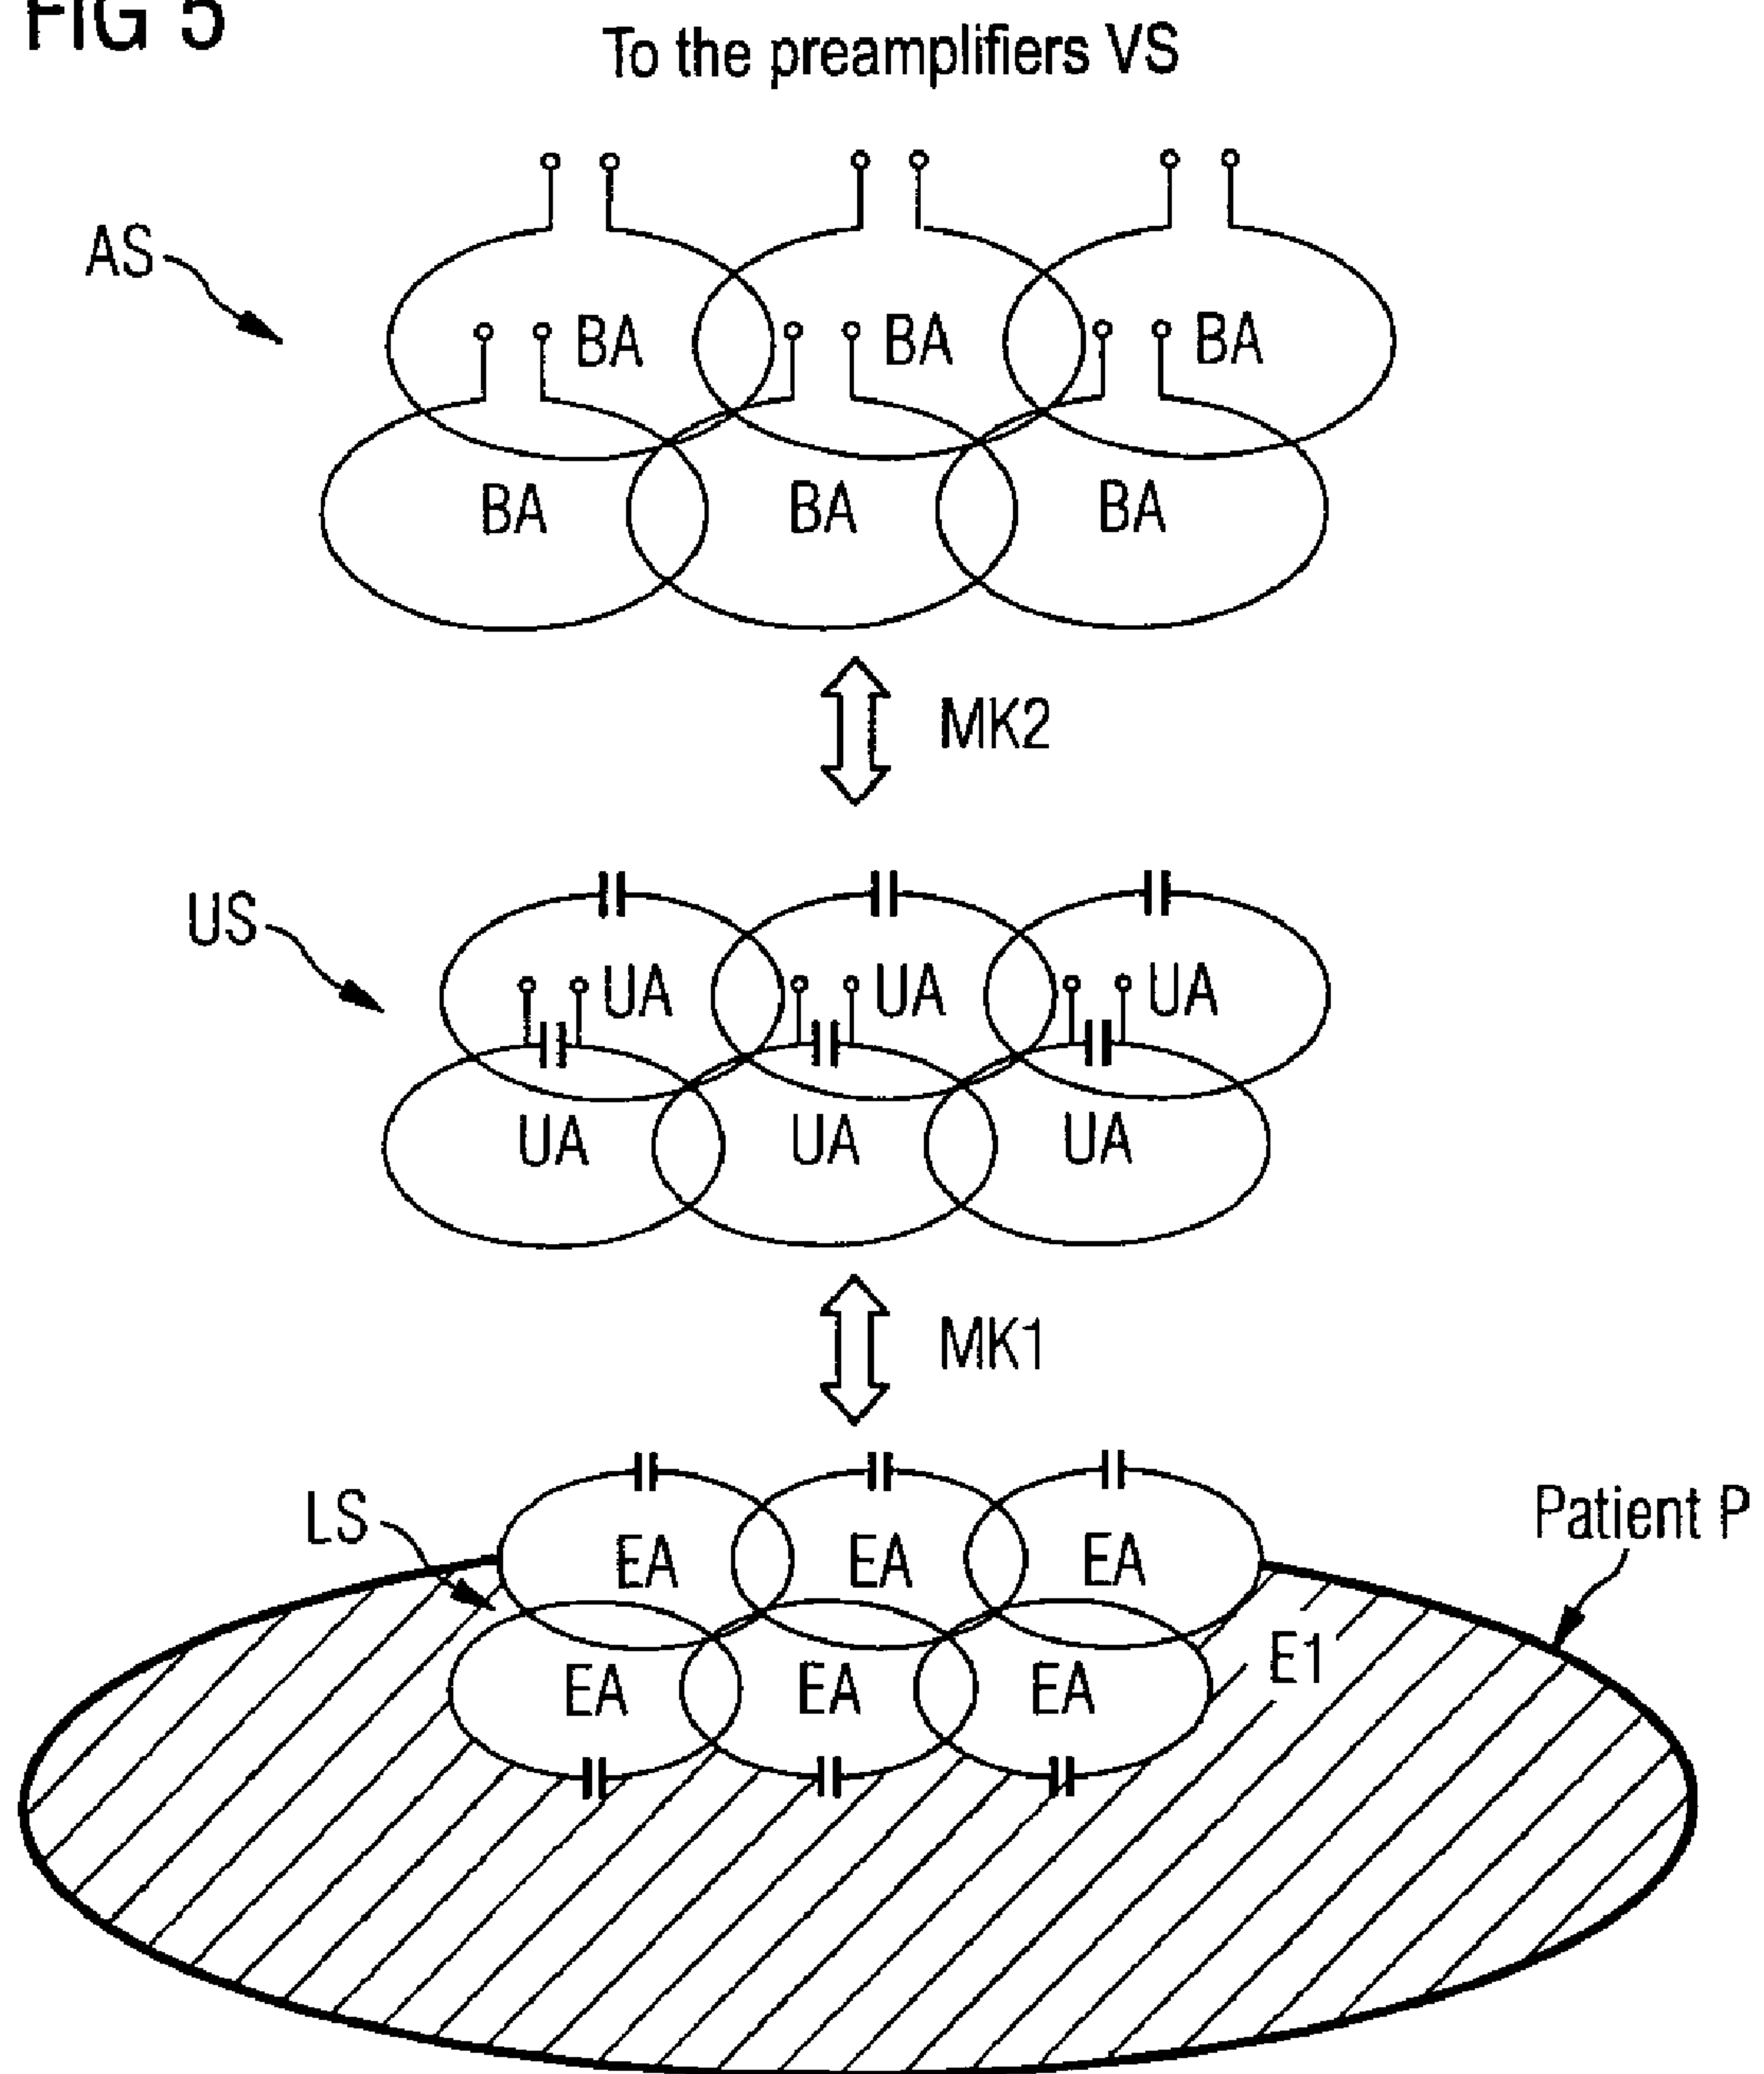 FIG 5
To the preamplifiers VS
AS
BA BA BA
BA BA BA
MK2
US
UA UA UA
UA UA UA
MK1
LS
Patient P
EA EA EA
E1
EA EA EA